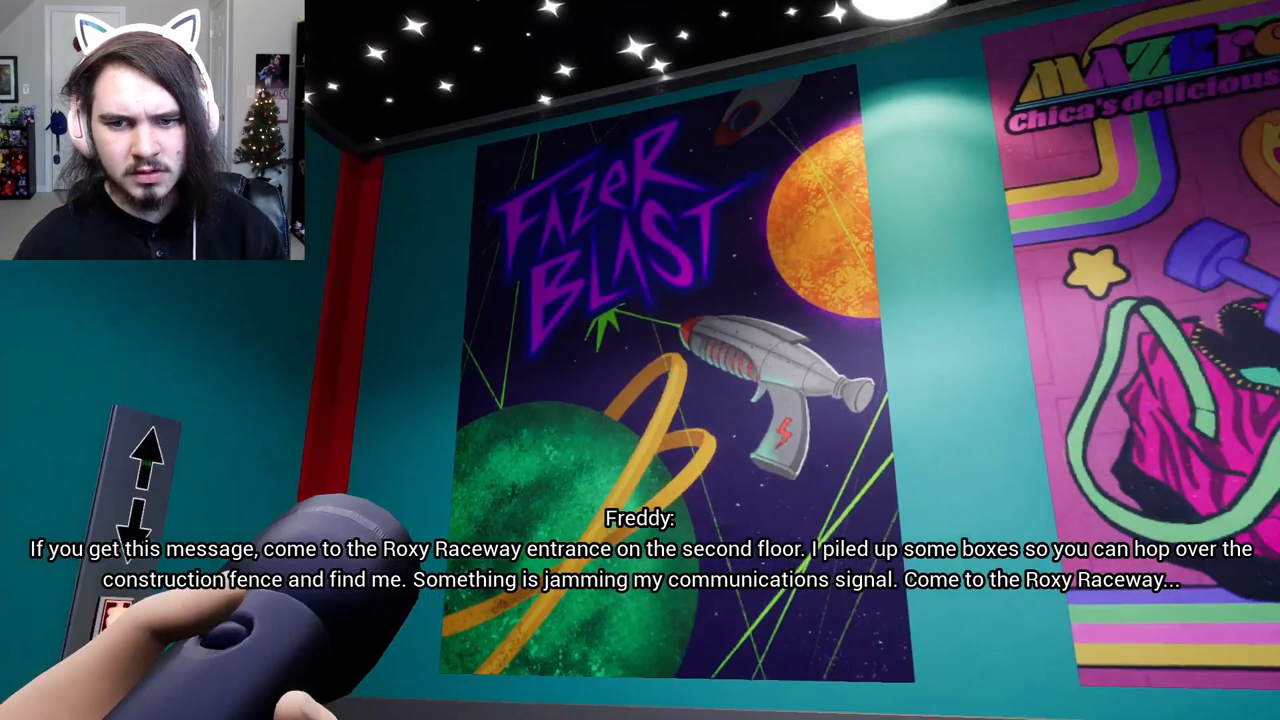 FAZER
BLAST
MAZERC
Chica's delicious
Freddy:
If you get this message, come to the Roxy Raceway entrance on the second floor. I piled up some boxes so you can hop over the
construction fence and find me. Something is jamming my communications signal. Come to the Roxy Raceway...